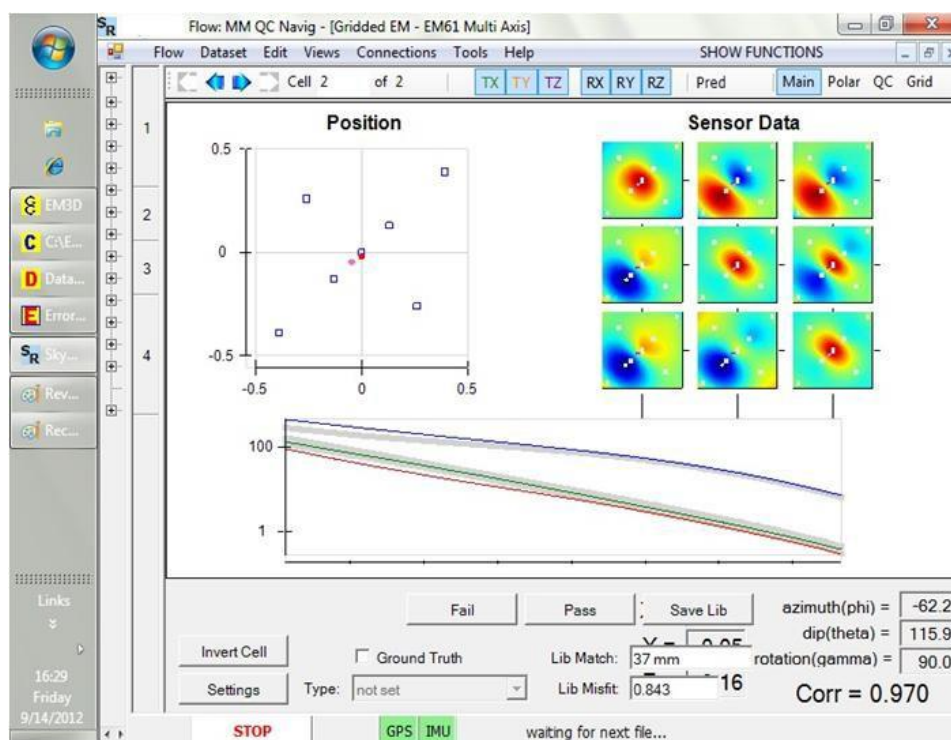 SR Flow: MM QC Navig - [Gridded EM - EM61 Multi Axis]
Flow Dataset Edit Views Connections Tools Help SHOW FUNCTIONS
Cell 2 of 2 TX TY TZ RX RY RZ Pred Main Polar QC Grid
1
2
3
4
Position
0.5
0
-0.5
-0.5 0 0.5
Sensor Data
100
1
EM3D
C:\E...
Data...
Error...
Sky...
Rev...
Rec...
Links
16:29
Friday
9/14/2012
Fail Pass Save Lib
Invert Cell
Settings
Ground Truth
Type: not set
Lib Match: 37 mm
Lib Misfit: 0.843
16
azimuth(phi) = -62.2
dip(theta) = 115.9
rotation(gamma) = 90.0
Corr = 0.970
STOP GPS IMU waiting for next file...